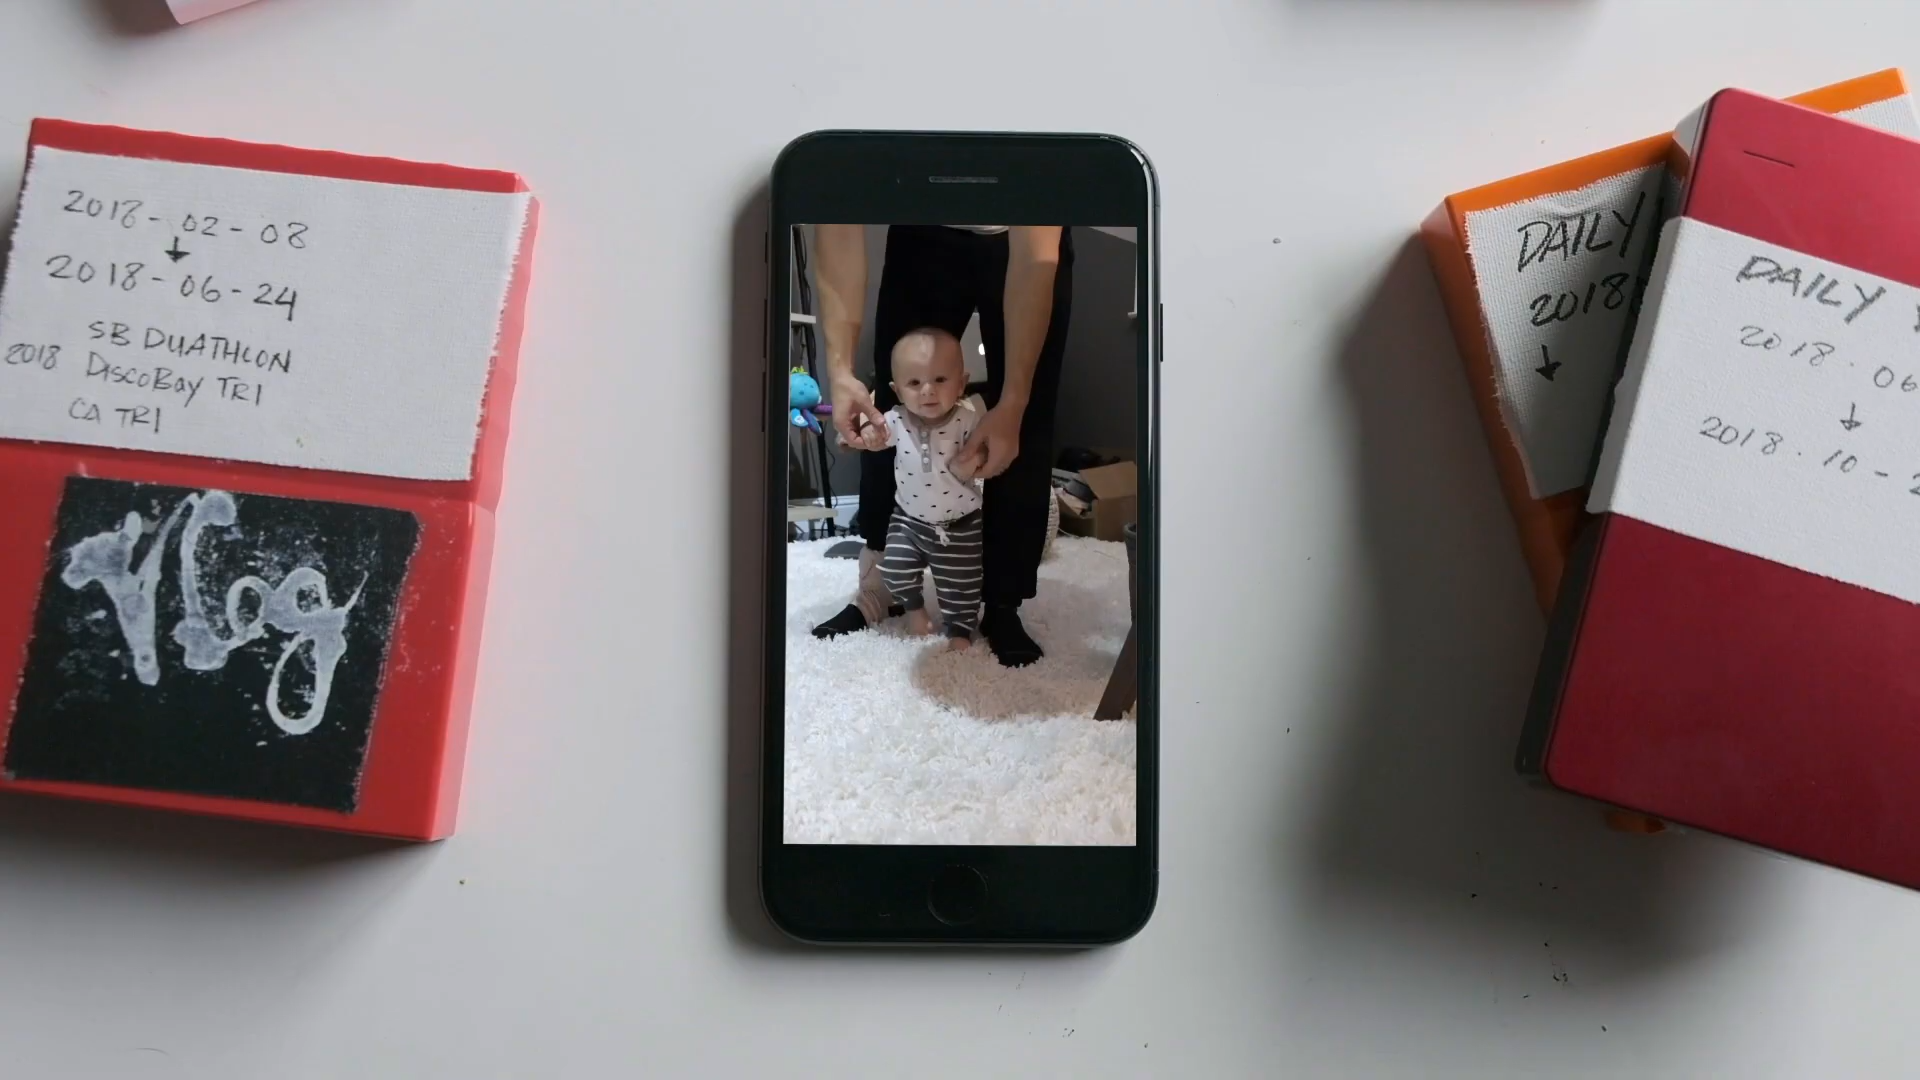 2018-02-08
↓
2018-06-24
SB DUATHLON
2018 DISCOBAY TRI
CA TRI
Vlog
DAILY
2018
↓
DAILY
2018.06
↓
2018.10-2